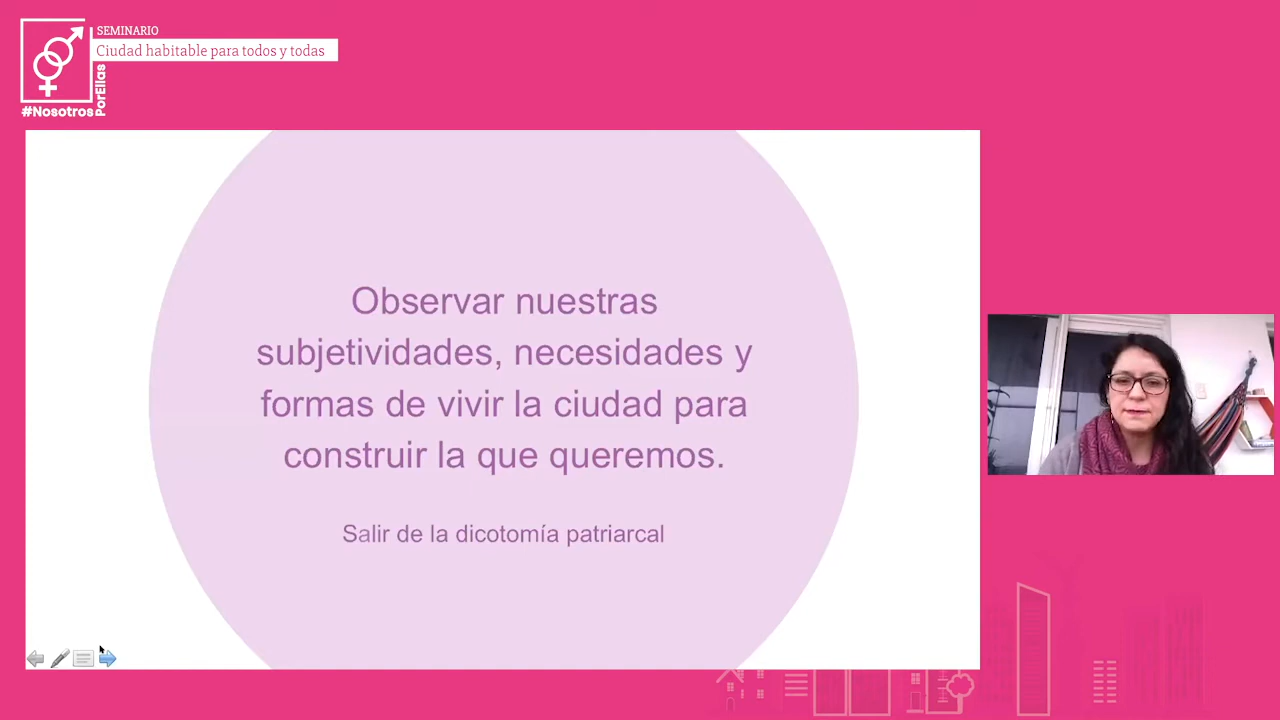 SEMINARIO
Ciudad habitable para todos y todas
#Nosotros
PorEllas
Observar nuestras
subjetividades, necesidades y
formas de vivir la ciudad para
construir la que queremos.
Salir de la dicotomía patriarcal